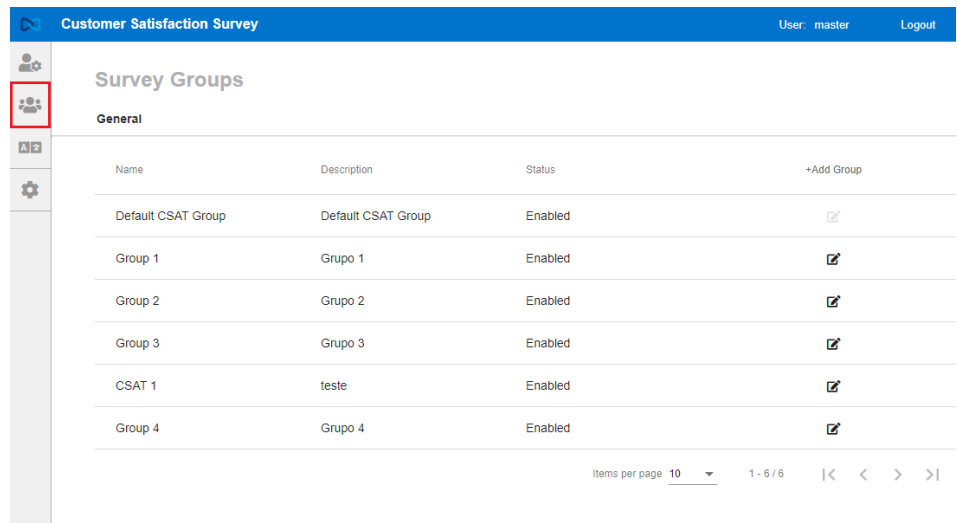 Customer Satisfaction Survey User: master Logout
Survey Groups
General
A
Name Description Status +Add Group
Default CSAT Group Default CSAT Group Enabled
Group 1 Grupo 1 Enabled
Group 2 Grupo 2 Enabled
Group 3 Grupo 3 Enabled
CSAT 1 teste Enabled
Group 4 Grupo 4 Enabled
Items per page 10 1 - 6 / 6